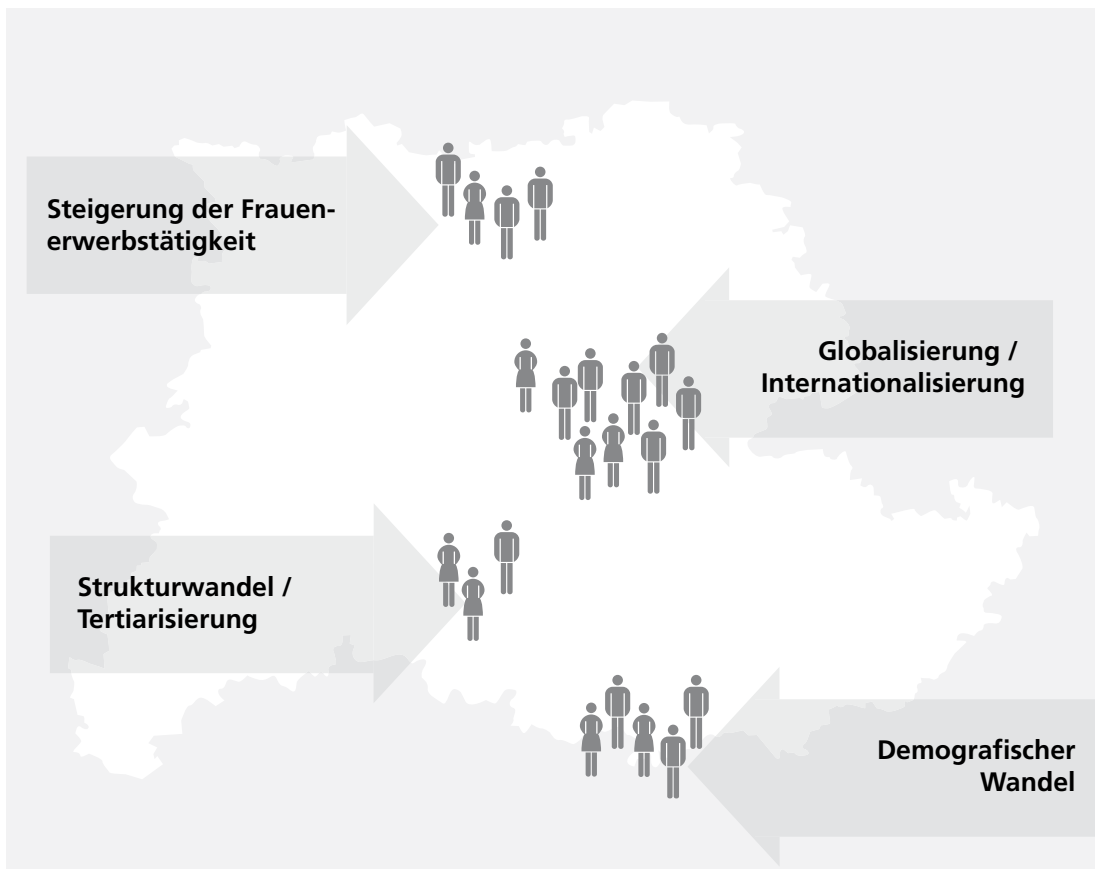 Steigerung der Frauen-
erwerbstätigkeit
Globalisierung /
Internationalisierung
Strukturwandel /
Tertiarisierung
Demografischer
Wandel